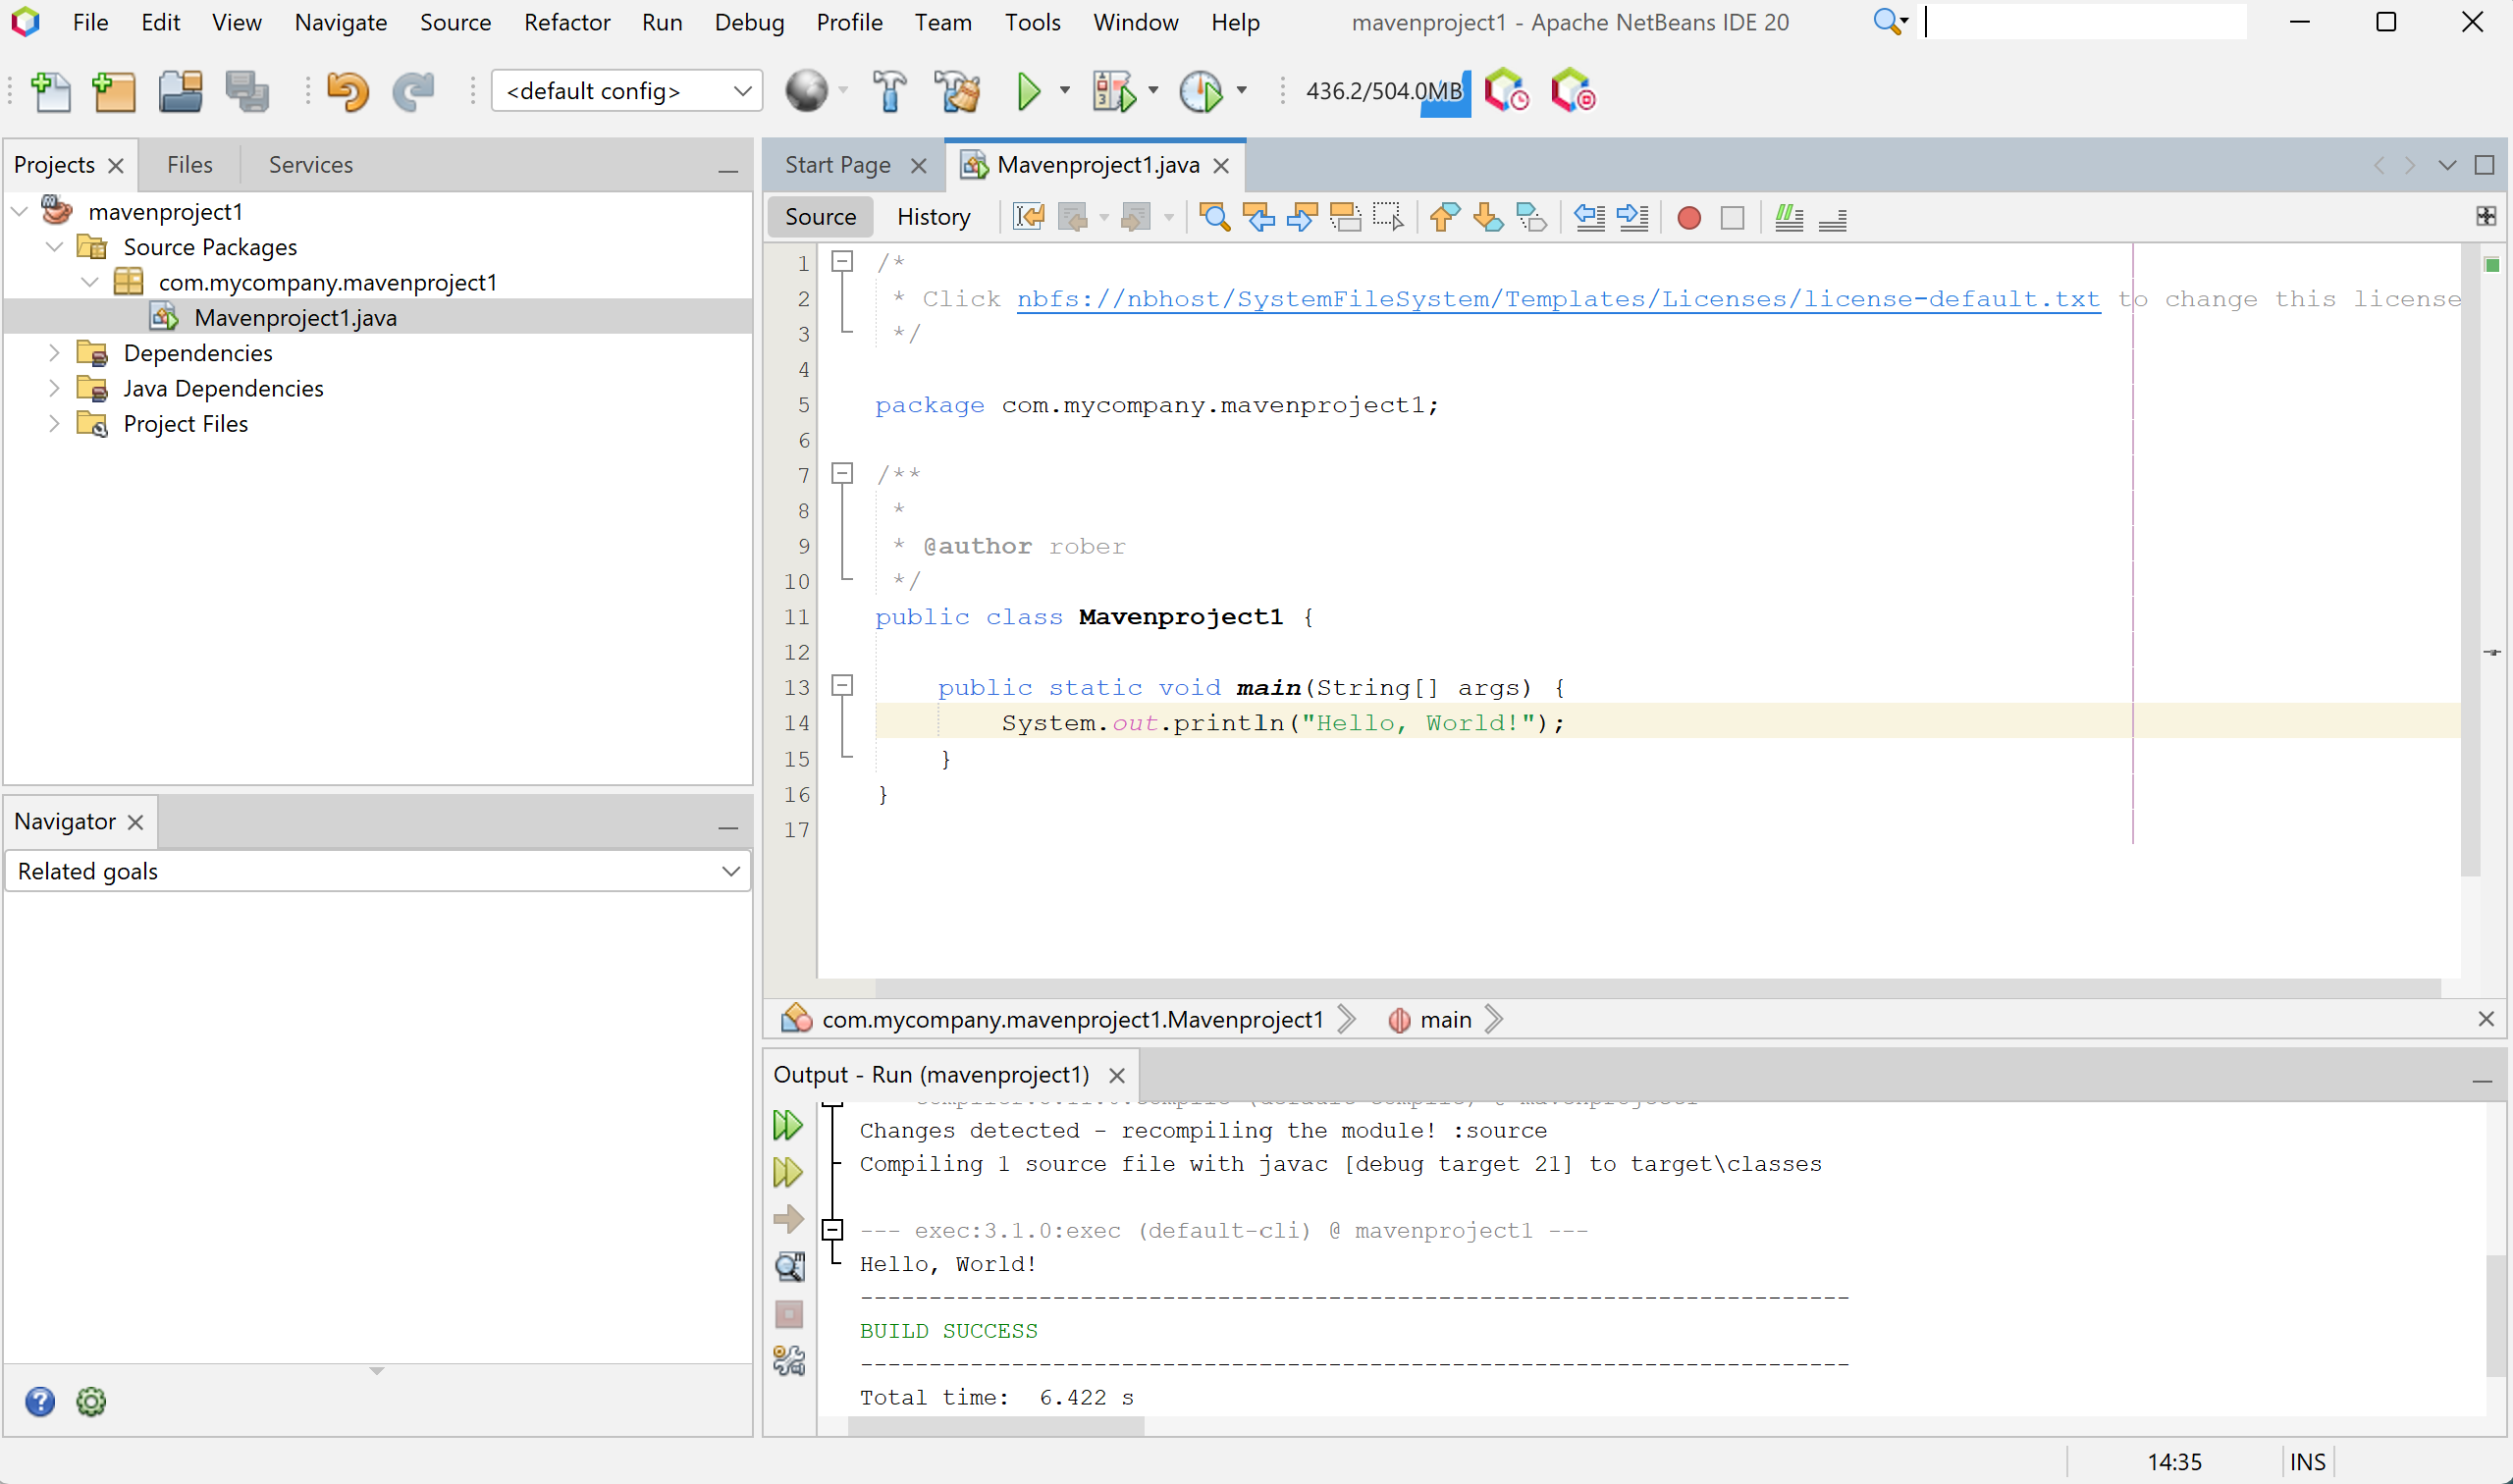 File Edit View Navigate Source Refactor Run Debug Profile Team Tools Window Help mavenproject1 - Apache NetBeans IDE 20
<default config> 436.2/504.0MB
Projects Files Services
mavenproject1
Source Packages
com.mycompany.mavenproject1
Mavenproject1.java
Dependencies
Java Dependencies
Project Files
Navigator
Related goals
Start Page Mavenproject1.java
Source History
1 /*
2 * Click nbfs://nbhost/SystemFileSystem/Templates/Licenses/license-default.txt to change this license
3 */
4
5 package com.mycompany.mavenproject1;
6
7 /**
8 *
9 * @author rober
10 */
11 public class Mavenproject1 {
12
13 public static void main(String[] args) {
14 System.out.println("Hello, World!");
15 }
16 }
17
com.mycompany.mavenproject1.Mavenproject1 main
Output - Run (mavenproject1)
Changes detected - recompiling the module! :source
Compiling 1 source file with javac [debug target 21] to target\classes
--- exec:3.1.0:exec (default-cli) @ mavenproject1 ---
Hello, World!
------------------------------------------------------------------------
BUILD SUCCESS
------------------------------------------------------------------------
Total time:  6.422 s
14:35 INS